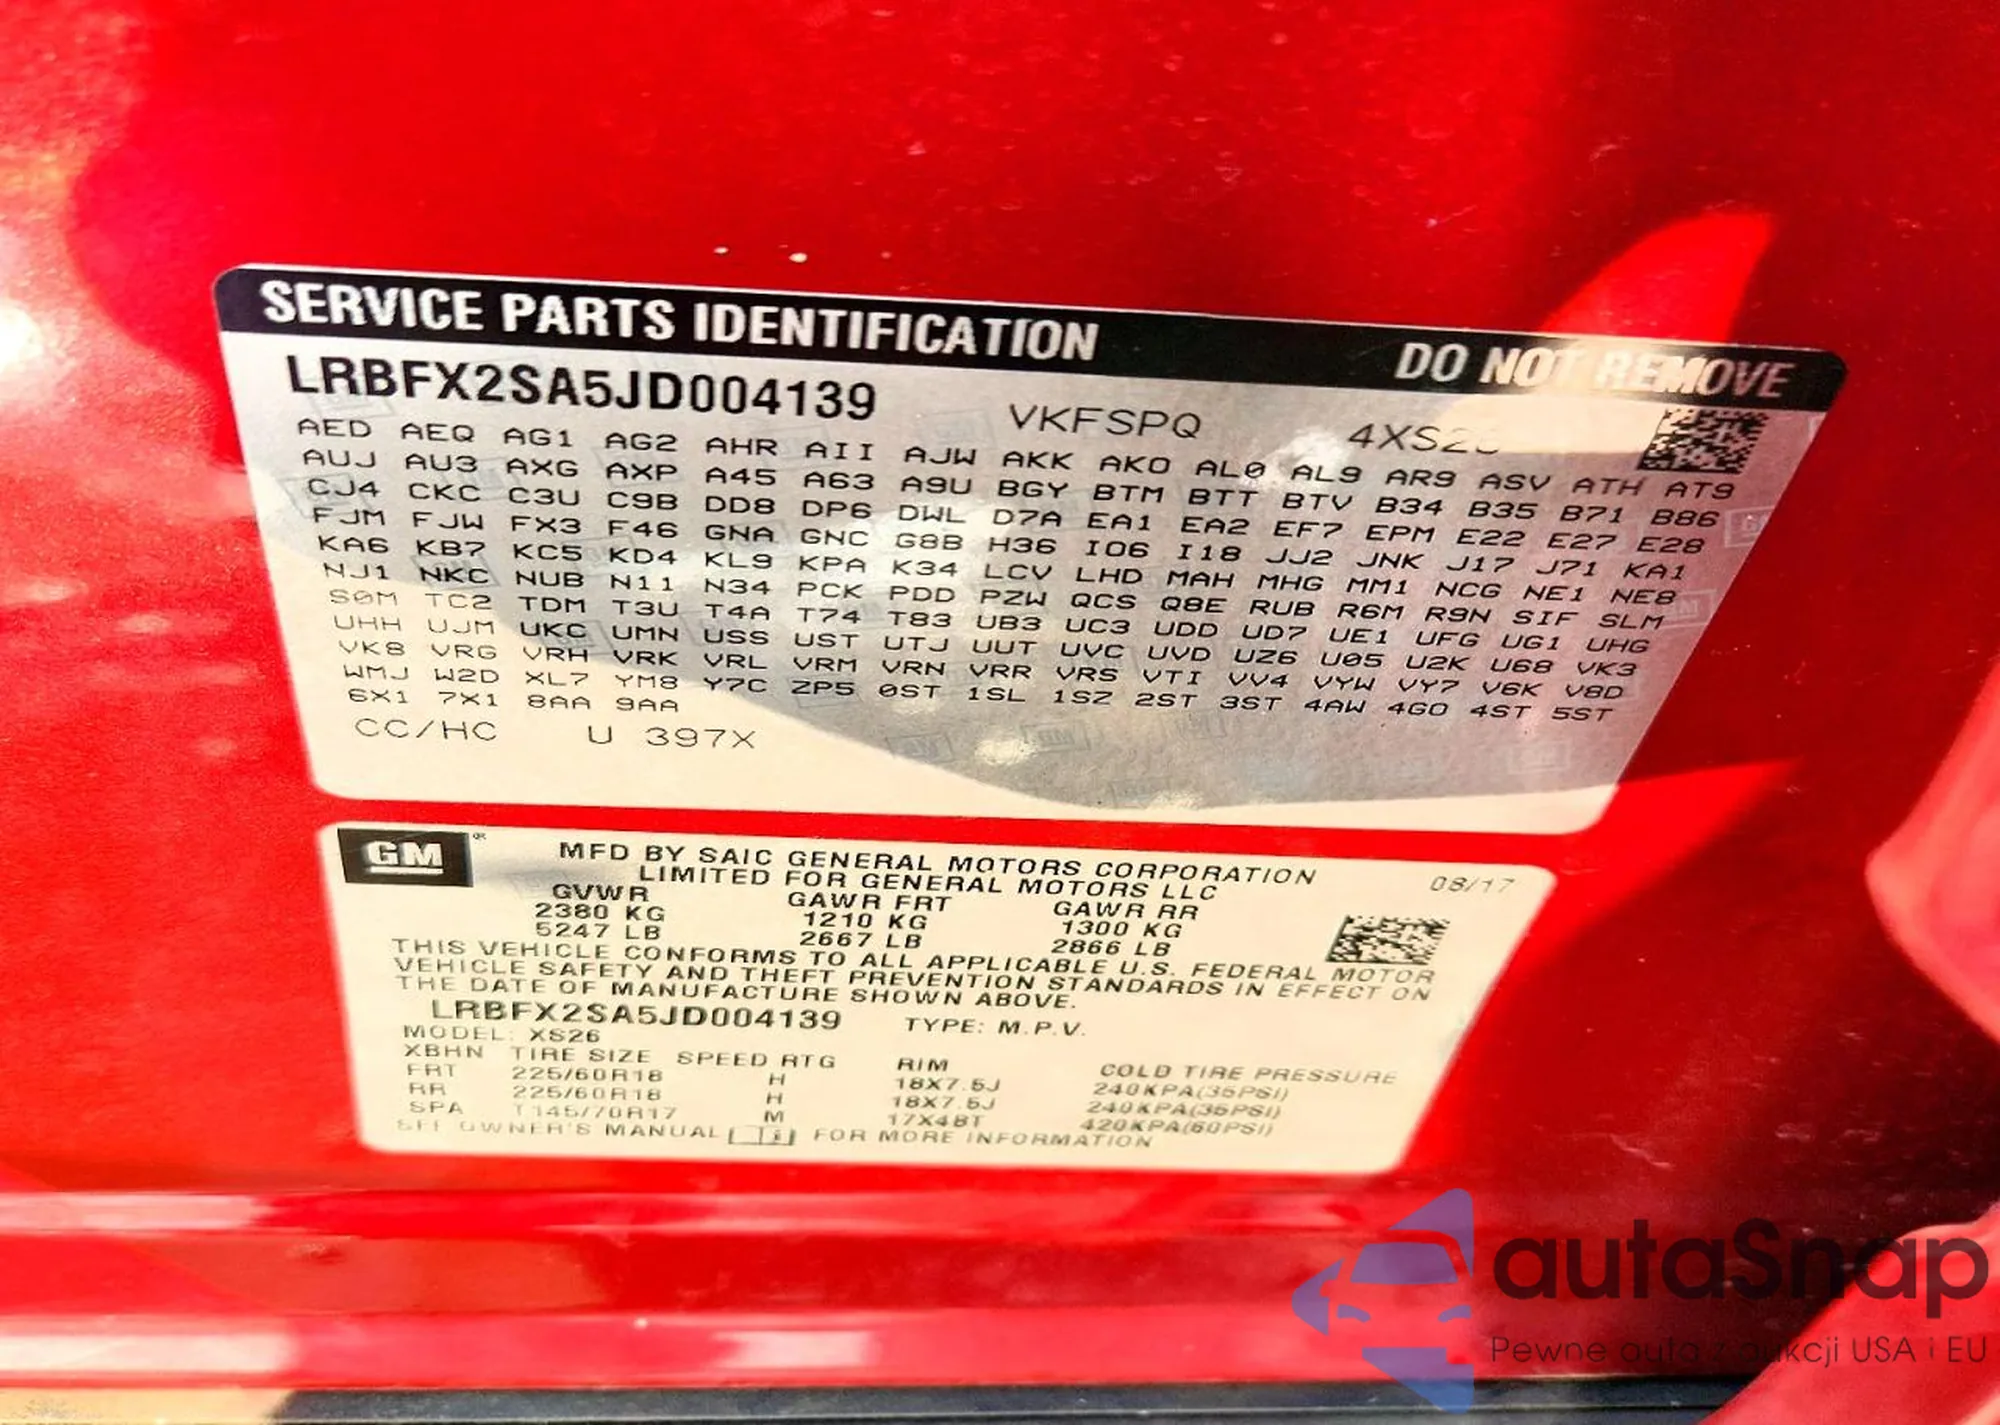 SERVICE PARTS IDENTIFICATION DO NOT REMOVE
LRBFX2SA5JD004139 VKFSPQ
AED AEQ AG1 AG2 AHR AII AJW AKK AKO AL0 AL9 AR9 ASV ATH AT9
AUJ AU3 AXG AXP A45 A63 A9U BGY BTM BTT BTV B34 B35 B71 B86
CJ4 CKC C3U C9B DD8 DP6 DWL D7A EA1 EA2 EF7 EPM E22 E27 E28
FJM FJW FX3 F46 GNA GNC G8B H36 IO6 I18 JJ2 JNK J17 J71 KA1
KA6 KB7 KC5 KD4 KL9 KPA K34 LCV LHD MAH MHG MM1 NCG NE1 NE8
NJ1 NKC NUB N11 N34 PCK PDD PZW QCS Q8E RUB R6M R9N SIF SLM
S0M TC2 TDM T3U T4A T74 T83 UB3 UC3 UDD UD7 UE1 UFG UG1 UHG
UHH UJM UKC UMN USS UST UTJ UUT UVC UVD UZ6 U05 U2K U68 VK3
VK8 VRG VRH VRK VRL VRM VRN VRR VRS VTI VV4 VYW VY7 V6K V8D
WMJ W2D XL7 YM8 Y7C ZP5 0ST 1SL 1SZ 2ST 3ST 4AW 4GO 4ST 5ST
6X1 7X1 8AA 9AA
CC/HC U 397X
GM ® MFD BY SAIC GENERAL MOTORS CORPORATION 08/17
LIMITED FOR GENERAL MOTORS LLC
GVWR GAWR FRT GAWR RR
2380 KG 1210 KG 1300 KG
5247 LB 2667 LB 2866 LB
THIS VEHICLE CONFORMS TO ALL APPLICABLE U.S. FEDERAL MOTOR
VEHICLE SAFETY AND THEFT PREVENTION STANDARDS IN EFFECT ON
THE DATE OF MANUFACTURE SHOWN ABOVE.
LRBFX2SA5JD004139 TYPE: M.P.V.
MODEL: XS26
XBHN TIRE SIZE SPEED RTG RIM COLD TIRE PRESSURE
FRT 225/60R18 H 18X7.5J 240KPA(35PSI)
RR 225/60R18 H 18X7.5J 240KPA(35PSI)
SPA T145/70R17 M 17X4BT 420KPA(60PSI)
SEE OWNER'S MANUAL FOR MORE INFORMATION
autaSnap
Pewne auta z aukcji USA i EU